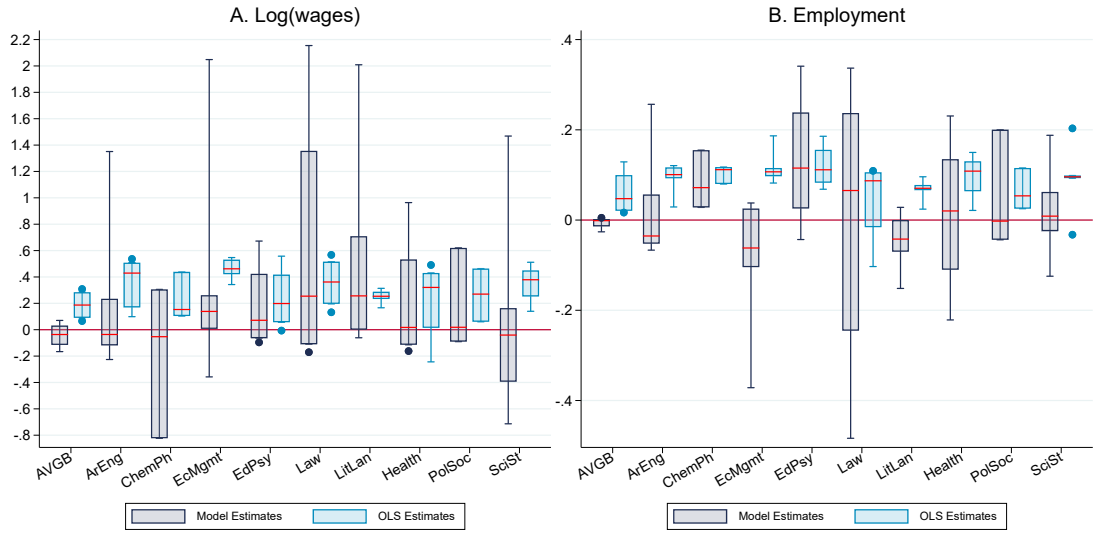 A. Log(wages)
2.2
2
1.8
1.6
1.4
1.2
1
.8
.6
.4
.2
0
-.2
-.4
-.6
-.8
AVGB
ArEng
ChemPh
EcMgmt
EdPsy
Law
LitLan
Health
PolSoc
SciSt
Model Estimates
OLS Estimates
B. Employment
.4
.2
0
-.2
-.4
AVGB
ArEng
ChemPh
EcMgmt
EdPsy
Law
LitLan
Health
PolSoc
SciSt
Model Estimates
OLS Estimates